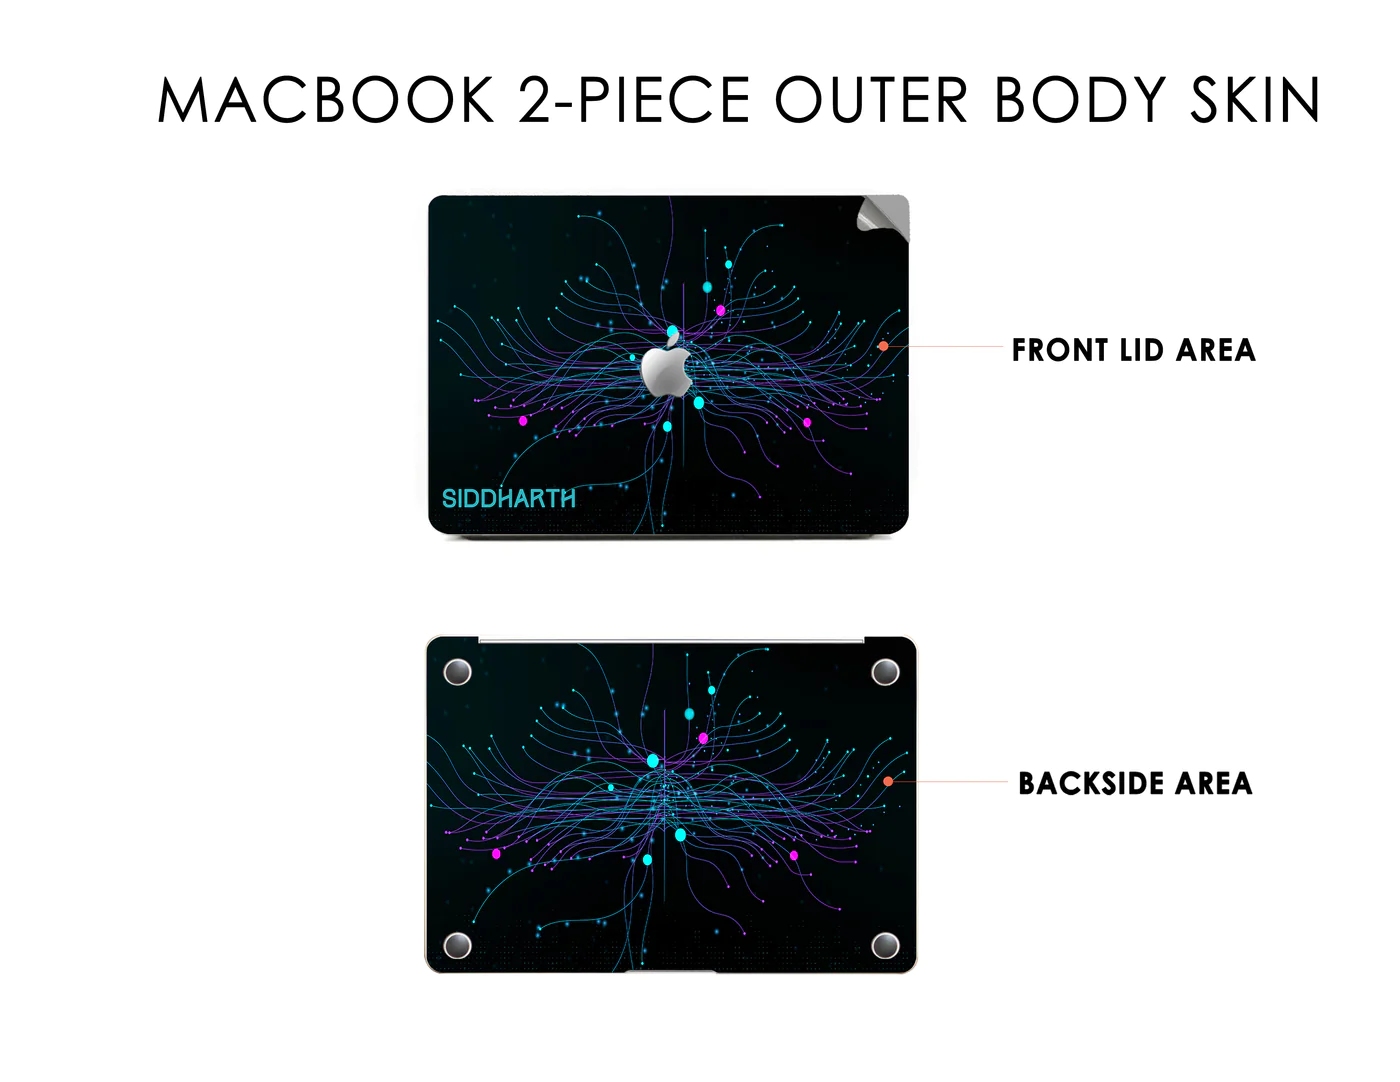 MACBOOK 2-PIECE OUTER BODY SKIN
FRONT LID AREA
SIDDHARTH
BACKSIDE AREA